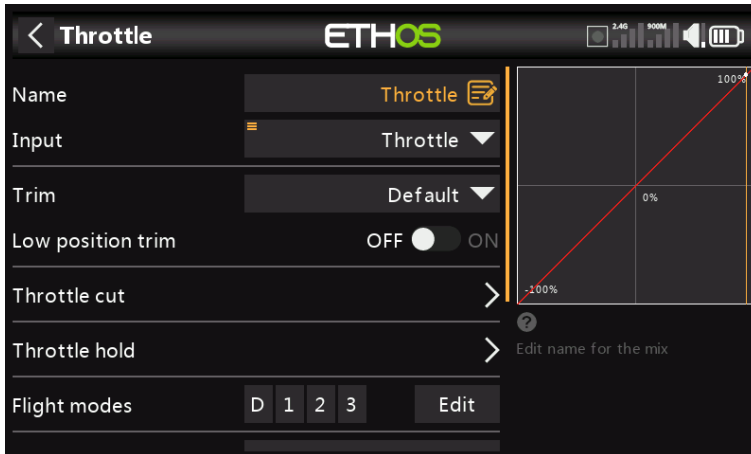 Throttle
ETHOS
2.4G 900M
Name Throttle
Input Throttle
Trim Default
Low position trim OFF ON
Throttle cut
Throttle hold
Flight modes D 1 2 3 Edit
100%
0%
-100%
?
Edit name for the mix